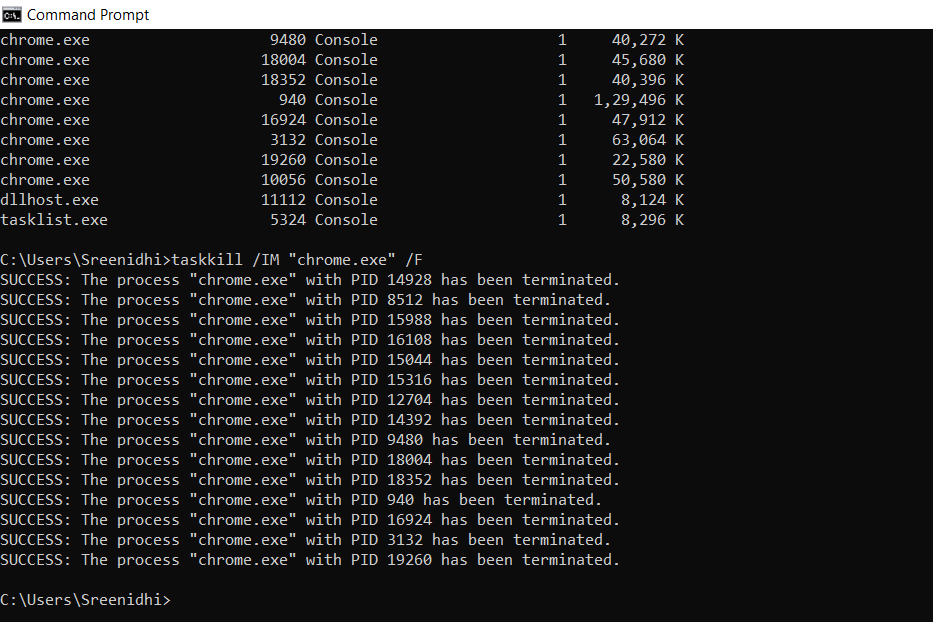 Command Prompt
chrome.exe                    9480 Console                    1     40,272 K
chrome.exe                   18004 Console                    1     45,680 K
chrome.exe                   18352 Console                    1     40,396 K
chrome.exe                     940 Console                    1   1,29,496 K
chrome.exe                   16924 Console                    1     47,912 K
chrome.exe                    3132 Console                    1     63,064 K
chrome.exe                   19260 Console                    1     22,580 K
chrome.exe                   10056 Console                    1     50,580 K
dllhost.exe                  11112 Console                    1      8,124 K
tasklist.exe                  5324 Console                    1      8,296 K
C:\Users\Sreenidhi>taskkill /IM "chrome.exe" /F
SUCCESS: The process "chrome.exe" with PID 14928 has been terminated.
SUCCESS: The process "chrome.exe" with PID 8512 has been terminated.
SUCCESS: The process "chrome.exe" with PID 15988 has been terminated.
SUCCESS: The process "chrome.exe" with PID 16108 has been terminated.
SUCCESS: The process "chrome.exe" with PID 15044 has been terminated.
SUCCESS: The process "chrome.exe" with PID 15316 has been terminated.
SUCCESS: The process "chrome.exe" with PID 12704 has been terminated.
SUCCESS: The process "chrome.exe" with PID 14392 has been terminated.
SUCCESS: The process "chrome.exe" with PID 9480 has been terminated.
SUCCESS: The process "chrome.exe" with PID 18004 has been terminated.
SUCCESS: The process "chrome.exe" with PID 18352 has been terminated.
SUCCESS: The process "chrome.exe" with PID 940 has been terminated.
SUCCESS: The process "chrome.exe" with PID 16924 has been terminated.
SUCCESS: The process "chrome.exe" with PID 3132 has been terminated.
SUCCESS: The process "chrome.exe" with PID 19260 has been terminated.
C:\Users\Sreenidhi>